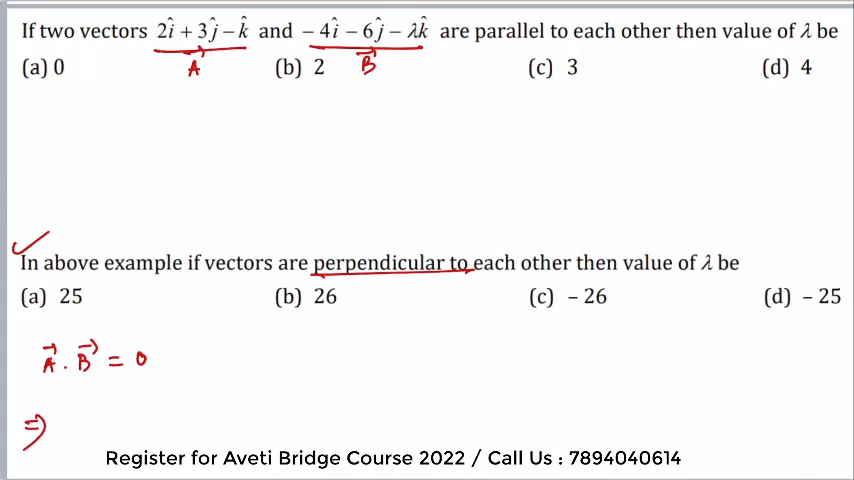 If two vectors 2î + 3ĵ − k̂ and − 4î − 6ĵ − λk̂ are parallel to each other then value of λ be
A⃗ B⃗
(a) 0 (b) 2 (c) 3 (d) 4
In above example if vectors are perpendicular to each other then value of λ be
(a) 25 (b) 26 (c) – 26 (d) – 25
A⃗ . B⃗ = 0
⇒
Register for Aveti Bridge Course 2022 / Call Us : 7894040614